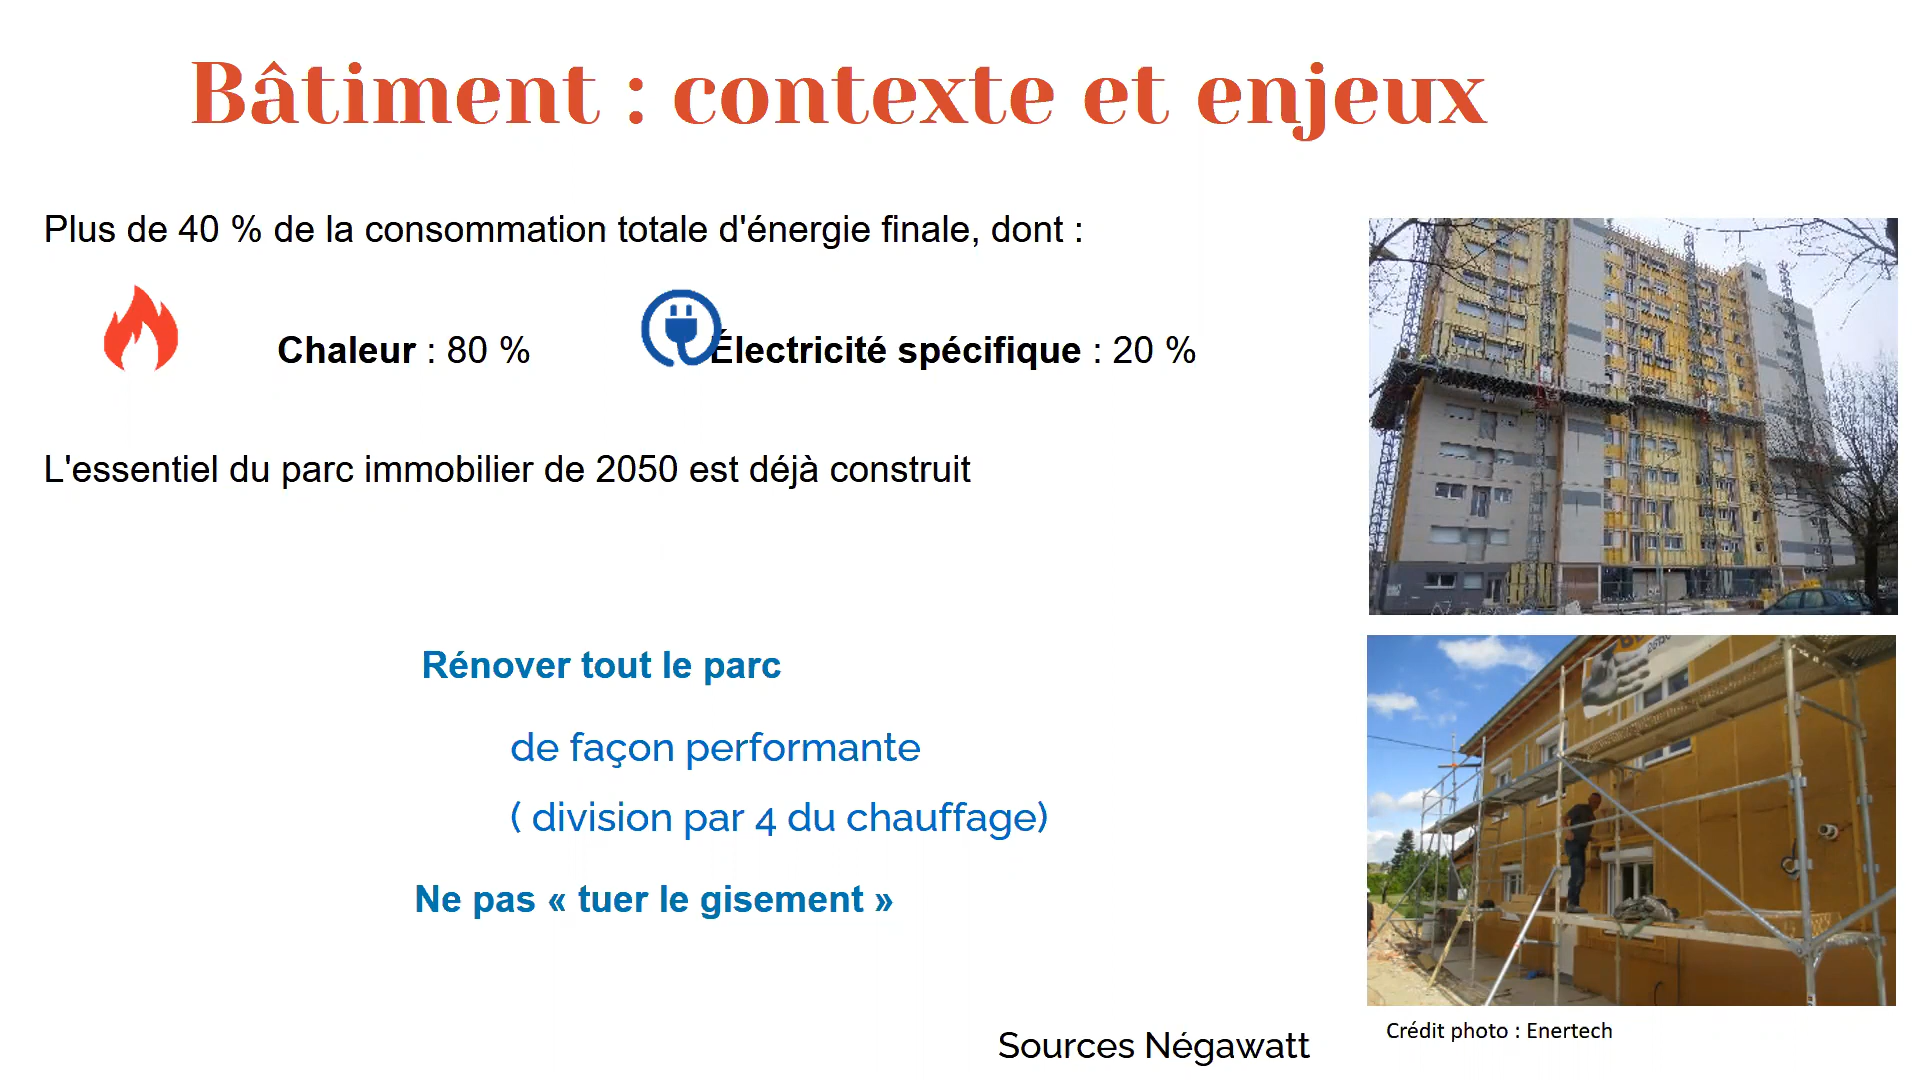 Bâtiment : contexte et enjeux
Plus de 40 % de la consommation totale d'énergie finale, dont :
Chaleur : 80 %
Électricité spécifique : 20 %
L'essentiel du parc immobilier de 2050 est déjà construit
Rénover tout le parc
de façon performante
( division par 4 du chauffage)
Ne pas « tuer le gisement »
Sources Négawatt
Crédit photo : Enertech